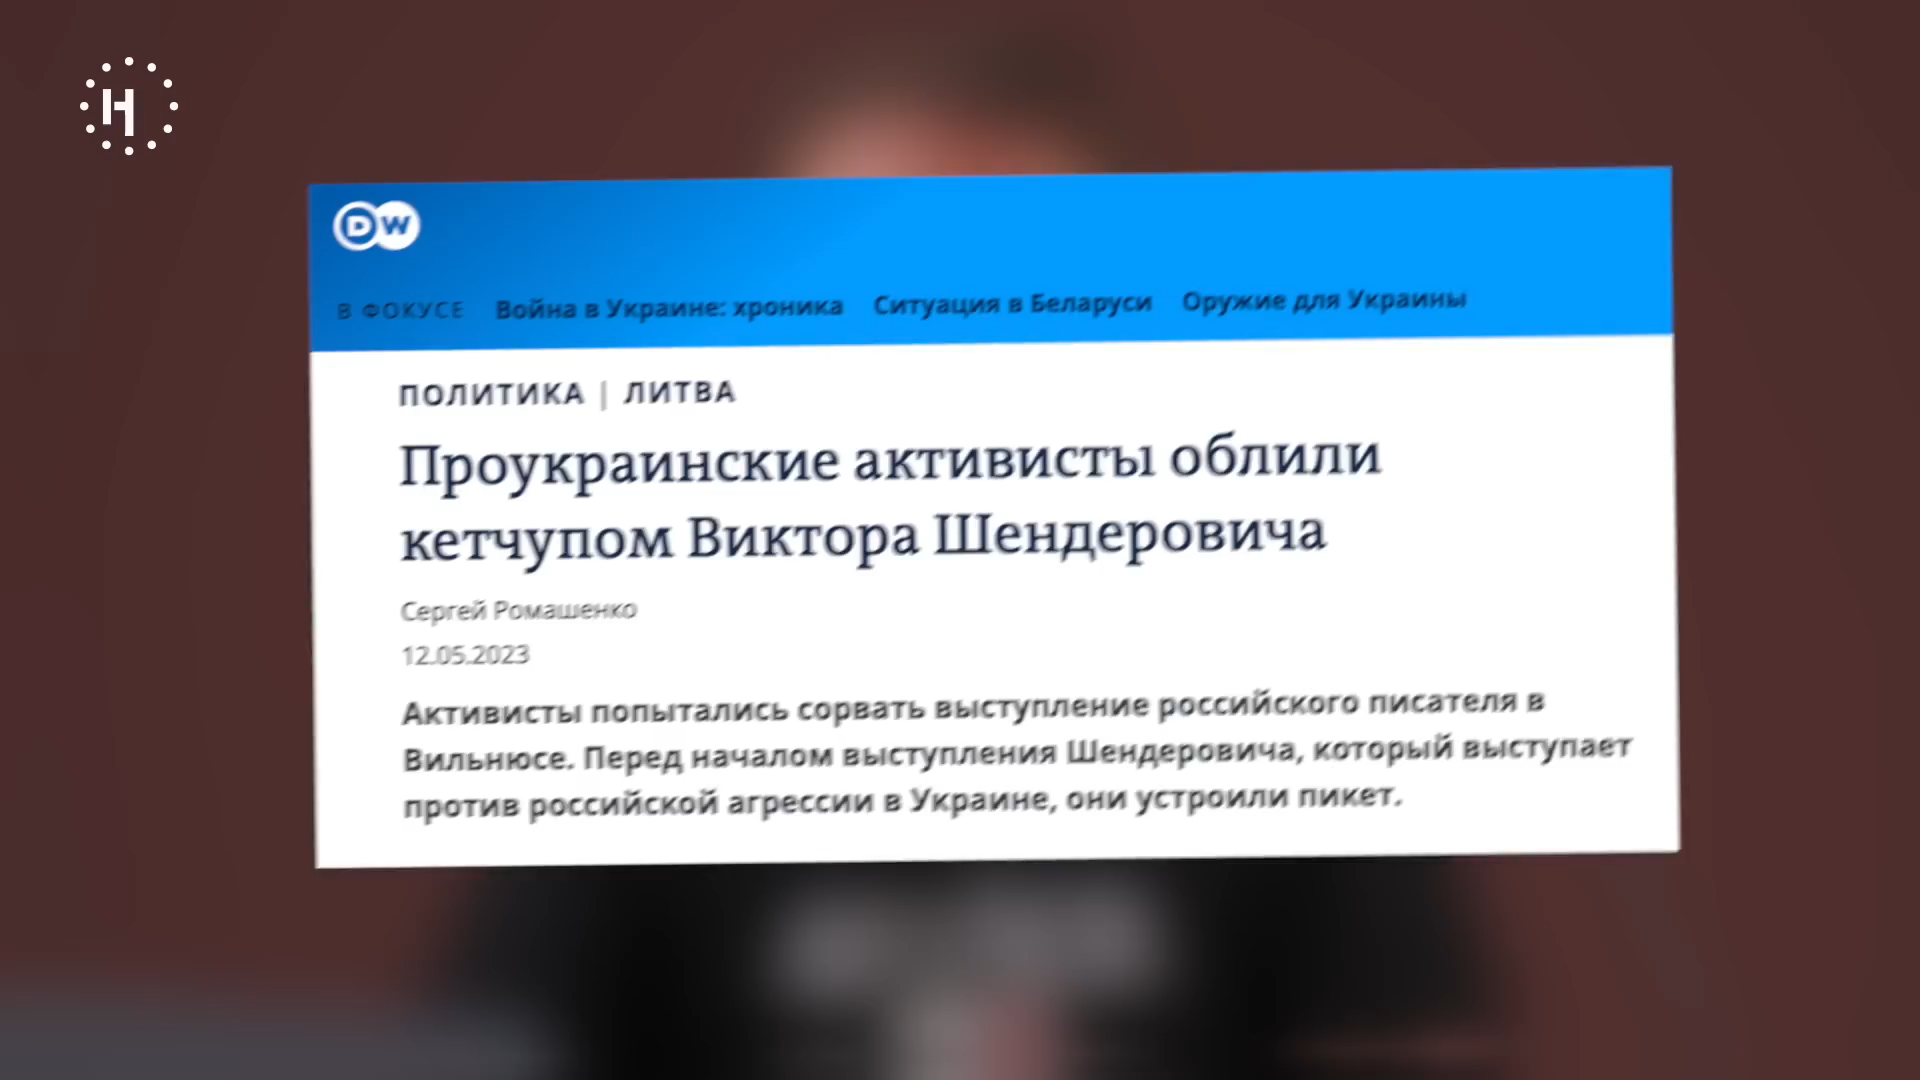 H
DW
В ФОКУСЕ Война в Украине: хроника Ситуация в Беларуси Оружие для Украины
ПОЛИТИКА | ЛИТВА
Проукраинские активисты облили
кетчупом Виктора Шендеровича
Сергей Ромашенко
12.05.2023
Активисты попытались сорвать выступление российского писателя в
Вильнюсе. Перед началом выступления Шендеровича, который выступает
против российской агрессии в Украине, они устроили пикет.